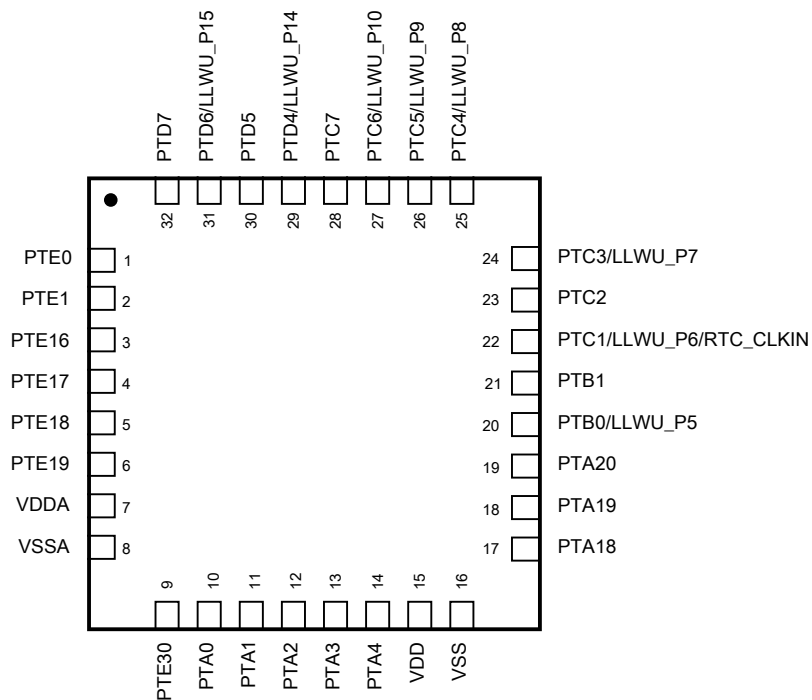 PTD7
PTD6/LLWU_P15
PTD5
PTD4/LLWU_P14
PTC7
PTC6/LLWU_P10
PTC5/LLWU_P9
PTC4/LLWU_P8
32
31
30
29
28
27
26
25
PTE0 1
PTE1 2
PTE16 3
PTE17 4
PTE18 5
PTE19 6
VDDA 7
VSSA 8
24 PTC3/LLWU_P7
23 PTC2
22 PTC1/LLWU_P6/RTC_CLKIN
21 PTB1
20 PTB0/LLWU_P5
19 PTA20
18 PTA19
17 PTA18
9
10
11
12
13
14
15
16
PTE30
PTA0
PTA1
PTA2
PTA3
PTA4
VDD
VSS